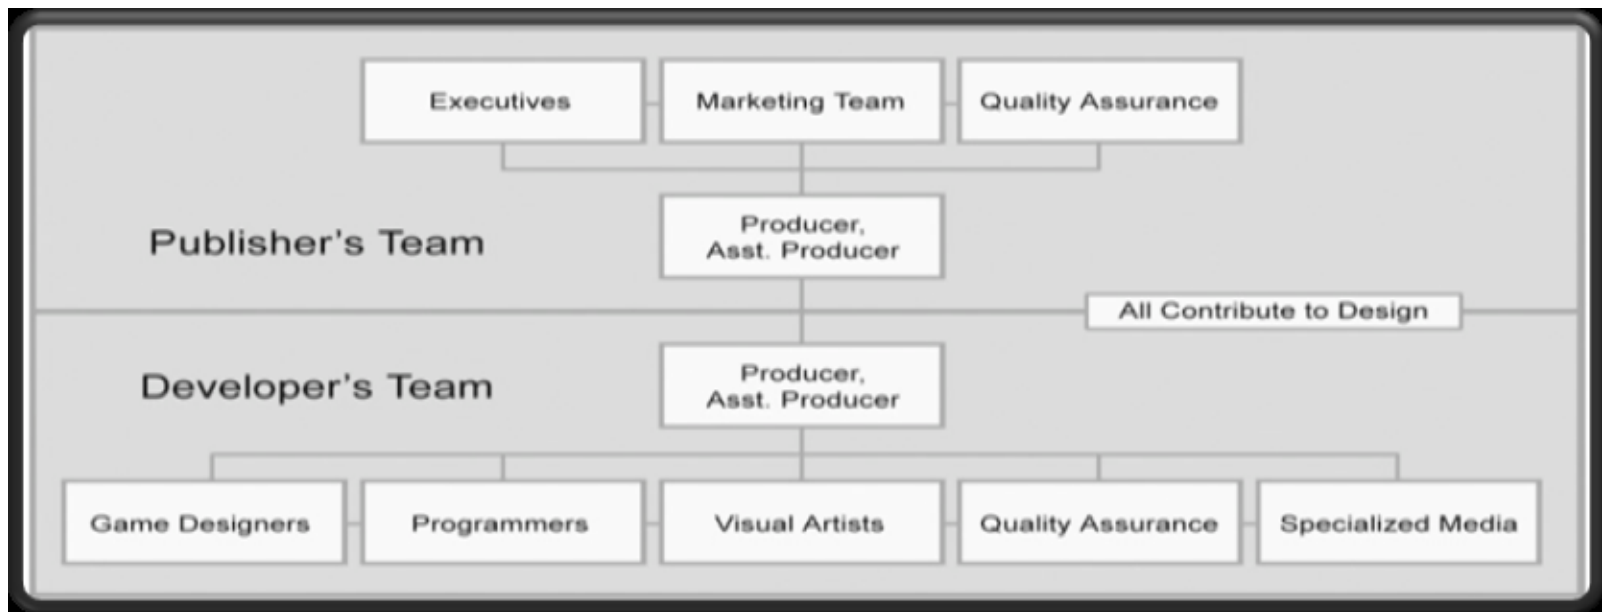 Executives
Marketing Team
Quality Assurance
Producer,
Asst. Producer
Publisher's Team
All Contribute to Design
Developer's Team
Producer,
Asst. Producer
Game Designers
Programmers
Visual Artists
Quality Assurance
Specialized Media